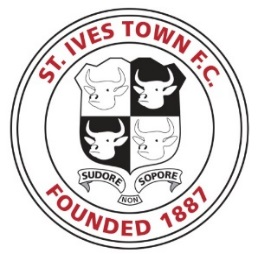 ST. IVES TOWN F.C.
SUDORE NON SOPORE
FOUNDED 1887